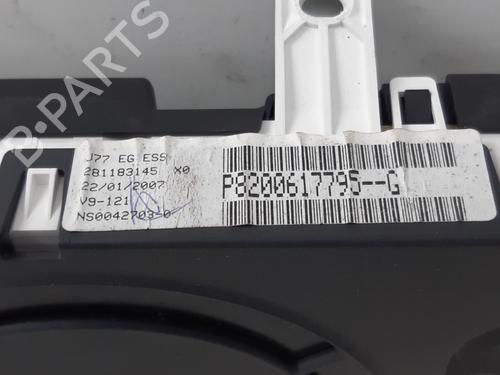 B-PARTS
J77 EG ESS
281183145 X0
22/01/2007
V9-121
NS0042703-0
P8200617795--G